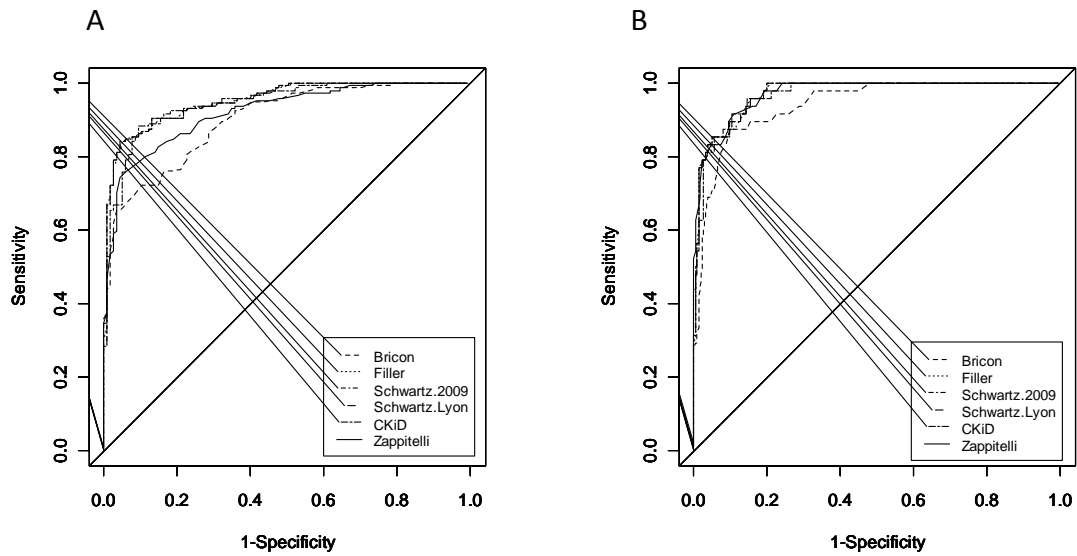 A
Sensitivity
1.0
0.8
0.6
0.4
0.2
0.0
0.0 0.2 0.4 0.6 0.8 1.0
1-Specificity
Bricon
Filler
Schwartz.2009
Schwartz.Lyon
CKiD
Zappitelli
B
Sensitivity
1.0
0.8
0.6
0.4
0.2
0.0
0.0 0.2 0.4 0.6 0.8 1.0
1-Specificity
Bricon
Filler
Schwartz.2009
Schwartz.Lyon
CKiD
Zappitelli